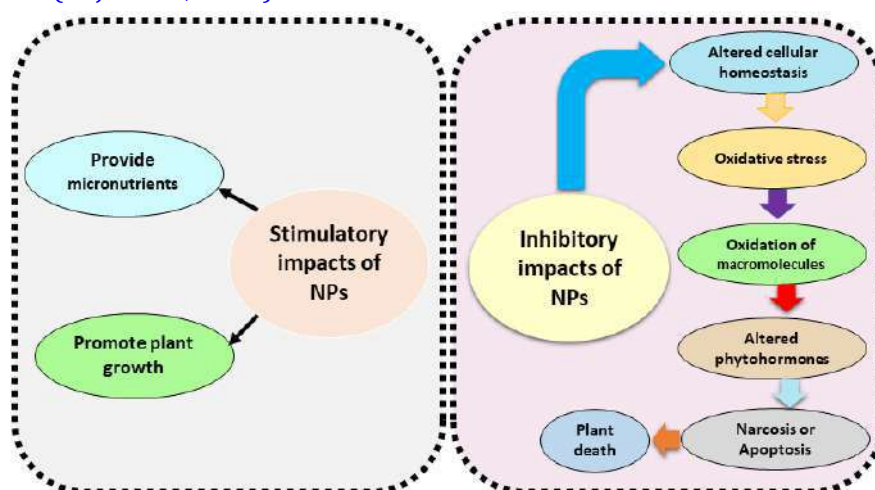 Provide
micronutrients
Stimulatory
impacts of
NPs
Promote plant
growth
Inhibitory
impacts of
NPs
Altered cellular
homeostasis
Oxidative stress
Oxidation of
macromolecules
Altered
phytohormones
Narcosis or
Apoptosis
Plant
death